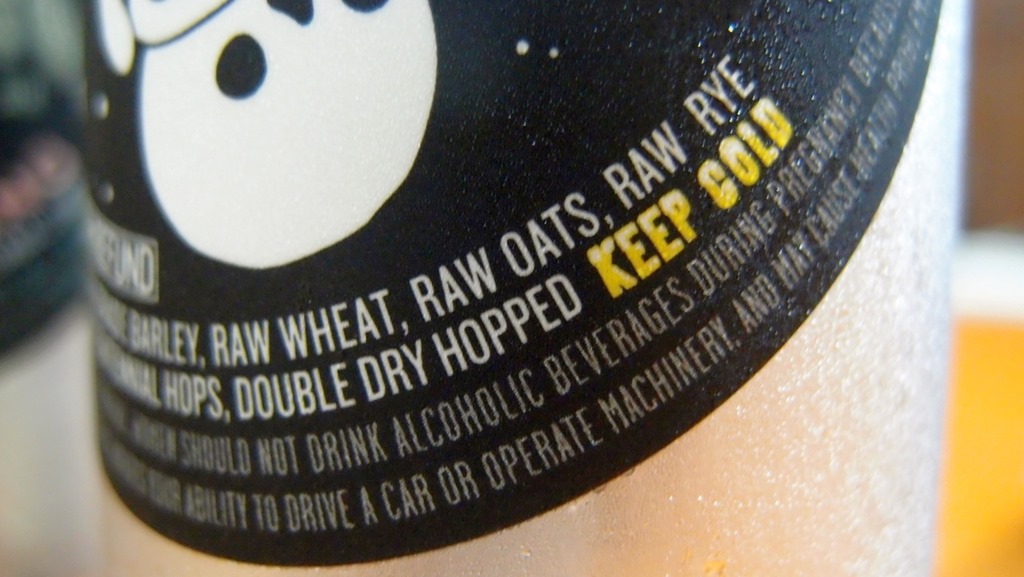 BARLEY, RAW WHEAT, RAW OATS, RAW RYE
HOPS, DOUBLE DRY HOPPED KEEP COLD
SHOULD NOT DRINK ALCOHOLIC BEVERAGES DURING PREGNANCY
ABILITY TO DRIVE A CAR OR OPERATE MACHINERY, AND MAY CAUSE HEALTH